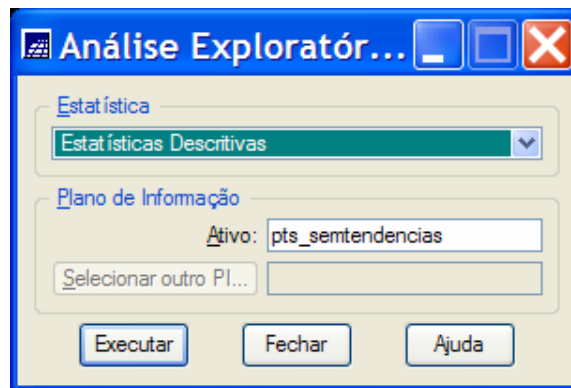 Análise Exploratór...
Estatística
Estatísticas Descritivas
Plano de Informação
Ativo: pts_semtendencias
Selecionar outro PI...
Executar Fechar Ajuda